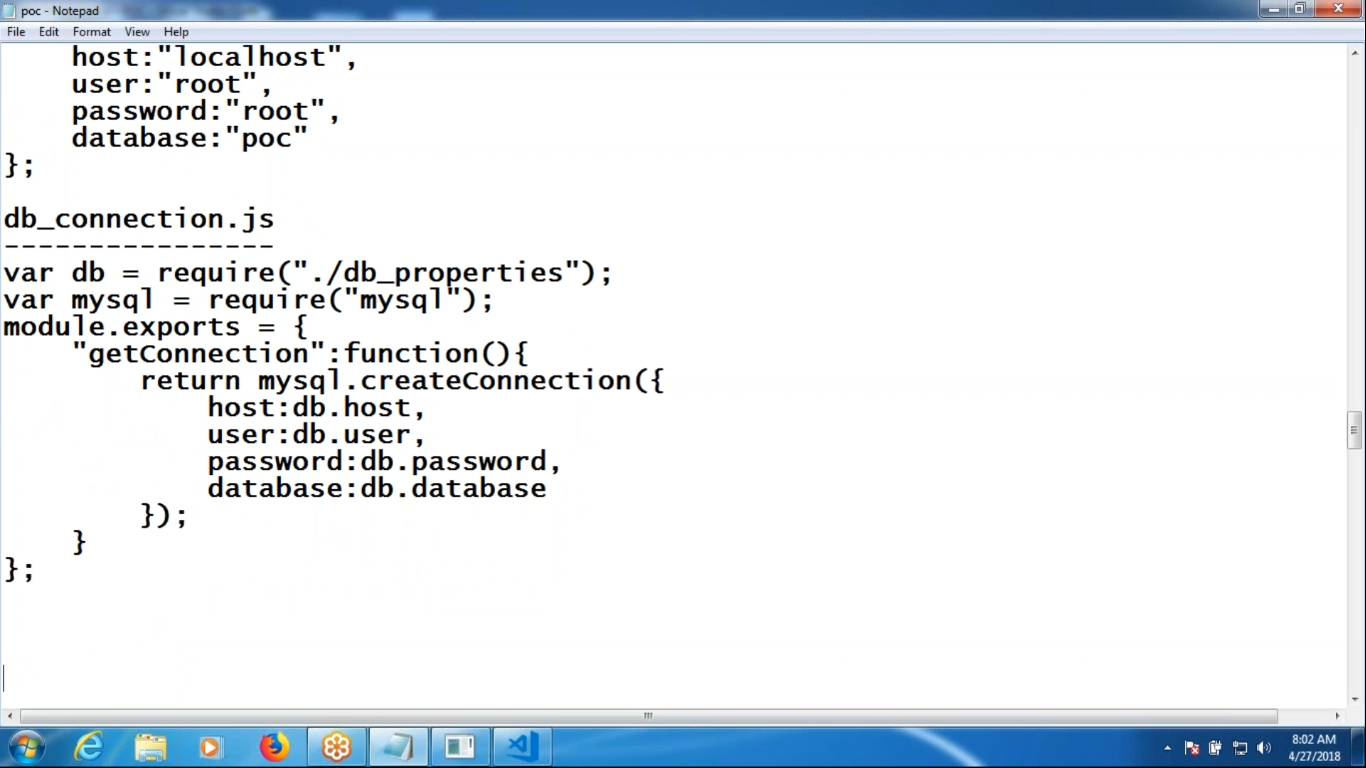 poc - Notepad
File Edit Format View Help
host:"localhost",
user:"root",
password:"root",
database:"poc"
};
db_connection.js
----------------
var db = require("./db_properties");
var mysql = require("mysql");
module.exports = {
"getConnection":function(){
return mysql.createConnection({
host:db.host,
user:db.user,
password:db.password,
database:db.database
});
}
};
8:02 AM
4/27/2018